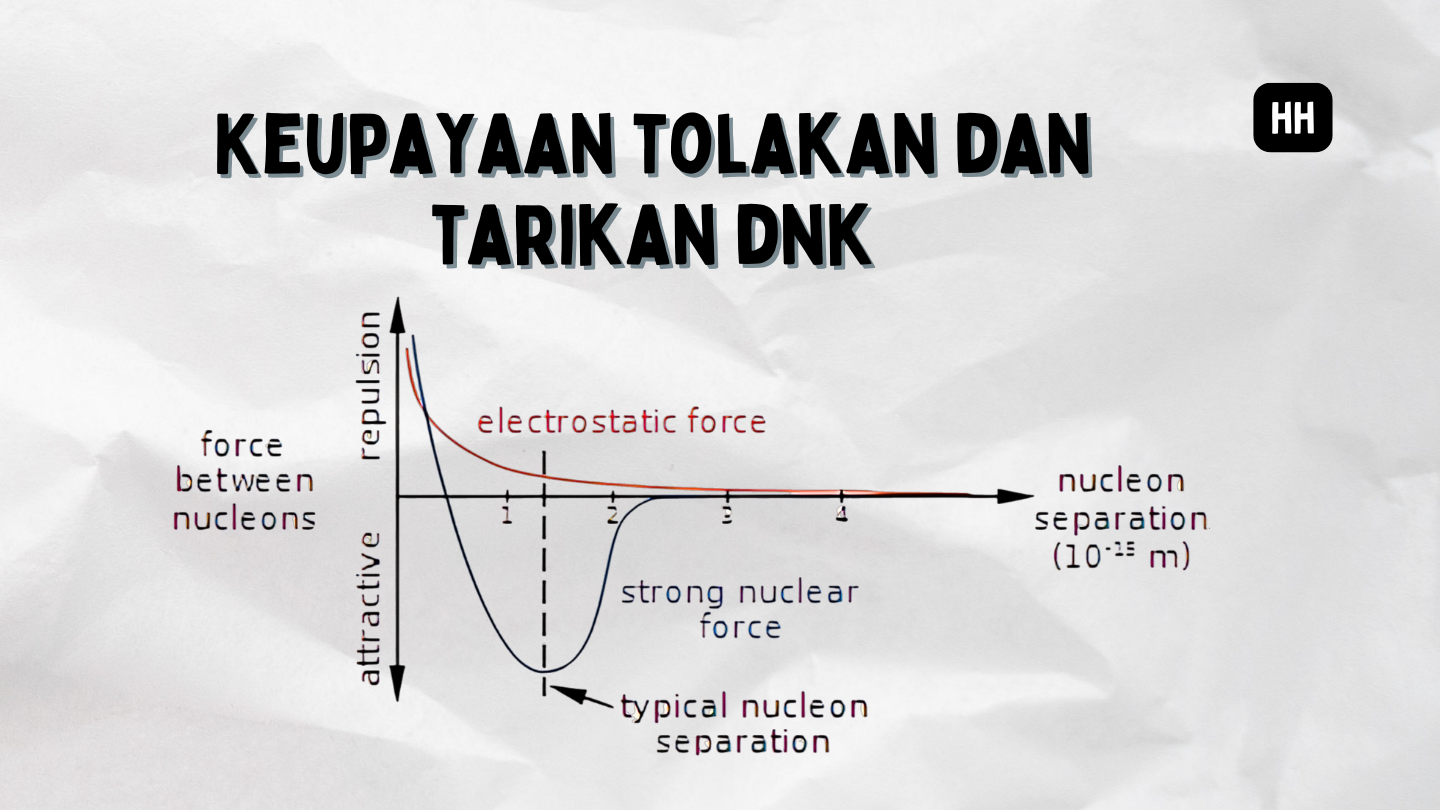 HH
KEUPAYAAN TOLAKAN DAN
TARIKAN DNK
repulsion
electrostatic force
force
between
nucleons
1 2 3 4
nucleon
separation
(10⁻¹⁵ m)
attractive
strong nuclear
force
typical nucleon
separation